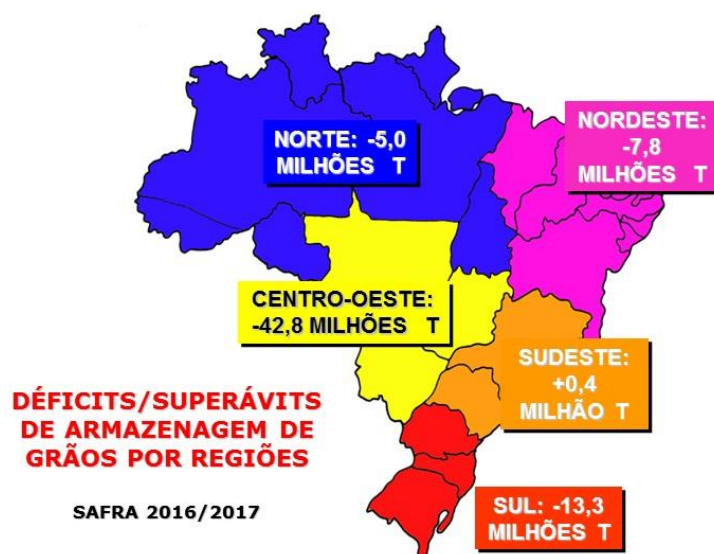 NORTE: -5,0
MILHÕES T
NORDESTE:
-7,8
MILHÕES T
CENTRO-OESTE:
-42,8 MILHÕES T
SUDESTE:
+0,4
MILHÃO T
DÉFICITS/SUPERÁVITS
DE ARMAZENAGEM DE
GRÃOS POR REGIÕES
SAFRA 2016/2017
SUL: -13,3
MILHÕES T